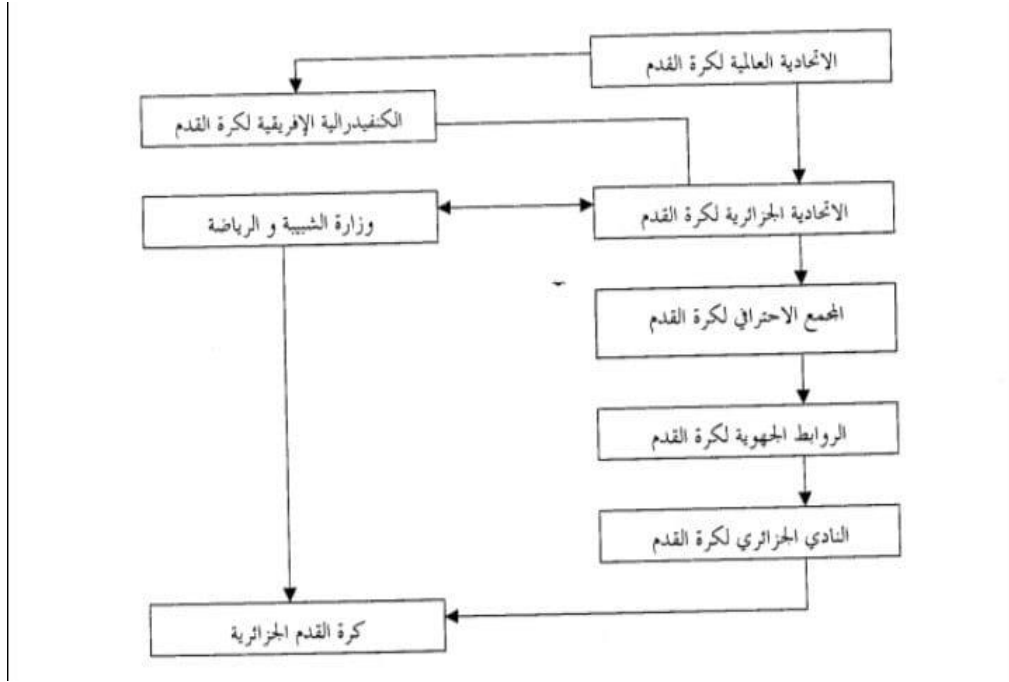 الاتحادية العالمية لكرة القدم
الكنفيدرالية الإفريقية لكرة القدم
الاتحادية الجزائرية لكرة القدم
وزارة الشبيبة و الرياضة
المجمع الاحترافي لكرة القدم
الروابط الجهوية لكرة القدم
النادي الجزائري لكرة القدم
كرة القدم الجزائرية